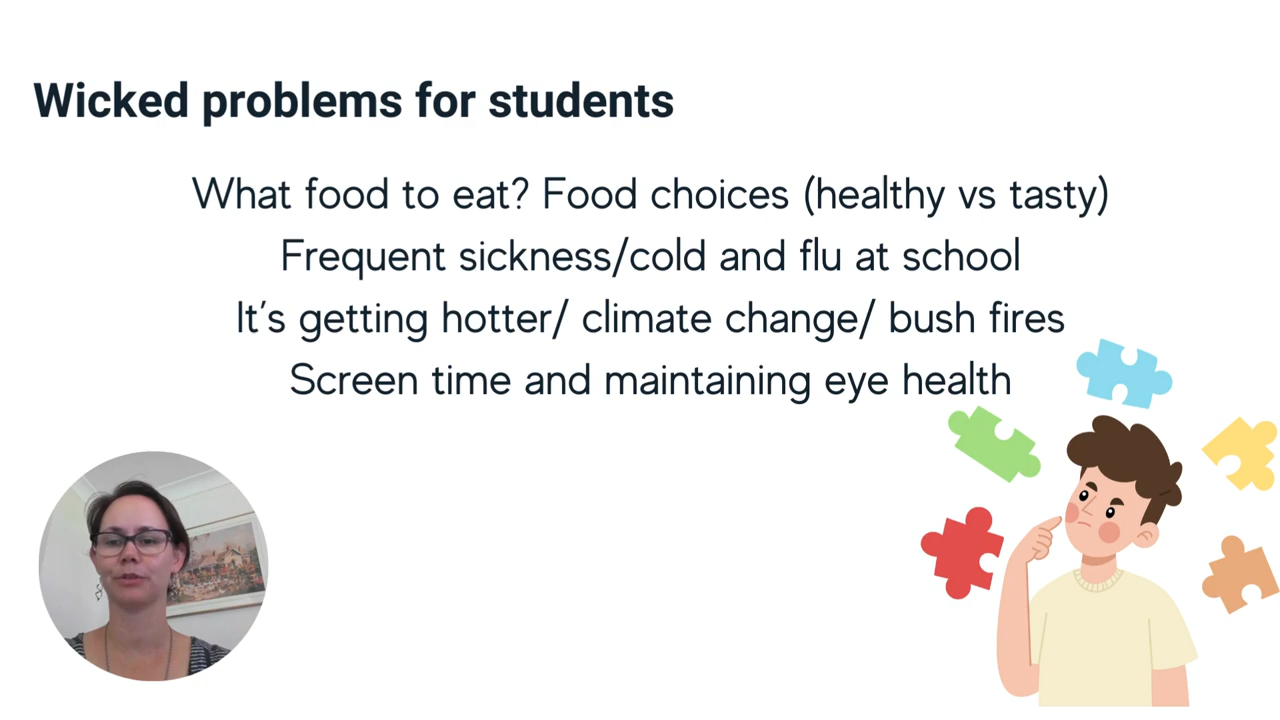 Wicked problems for students
What food to eat? Food choices (healthy vs tasty)
Frequent sickness/cold and flu at school
It's getting hotter/ climate change/ bush fires
Screen time and maintaining eye health